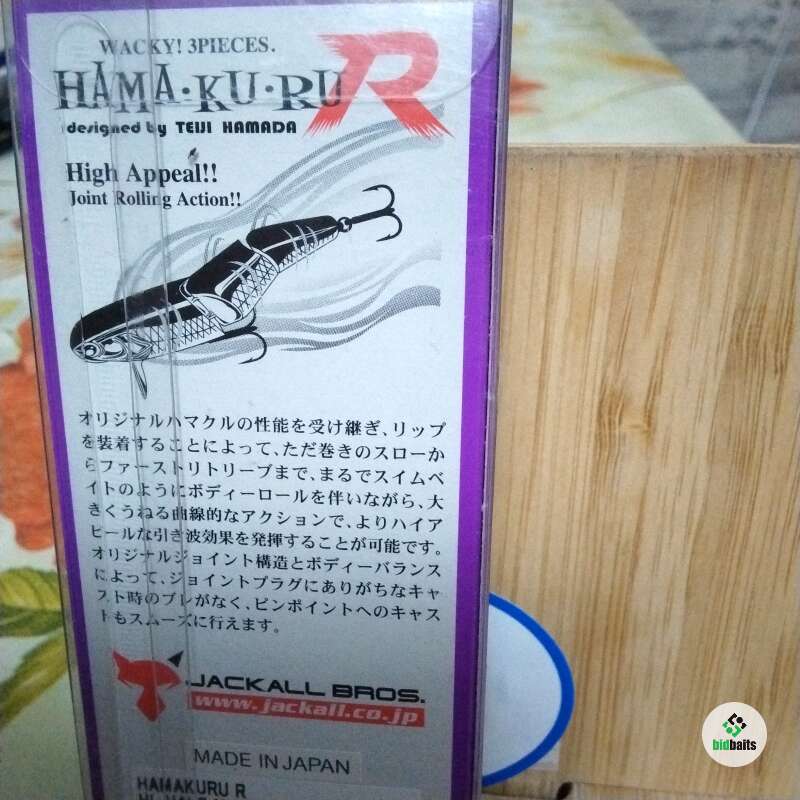 WACKY! 3PIECES.
HAMA・KU・RU R
designed by TEIJI HAMADA
High Appeal!!
Joint Rolling Action!!
オリジナルハマクルの性能を受け継ぎ、リップ
を装着することによって、ただ巻きのスローか
らファーストリトリーブまで、まるでスイムベ
イトのようにボディーロールを伴いながら、大
きくうねる曲線的なアクションで、よりハイア
ピールな引き波効果を発揮することが可能です。
オリジナルジョイント構造とボディーバランス
によって、ジョイントプラグにありがちなキャ
スト時のブレがなく、ピンポイントへのキャス
トもスムーズに行えます。
JACKALL BROS.
www.jackall.co.jp
MADE IN JAPAN
HAMAKURU R
bidbaits